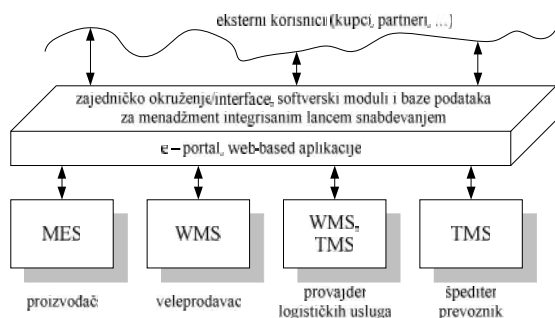 eksterni korisnici (kupci, partneri, ...)
zajedničko okruženje/interface, softverski moduli i baze podataka
za menadžment integrisanim lancem snabdevanjem
e – portal, web-based aplikacije
MES
WMS
WMS,
TMS
TMS
proizvođač
veleprodavac
provajder
logističkih usluga
špediter
prevoznik